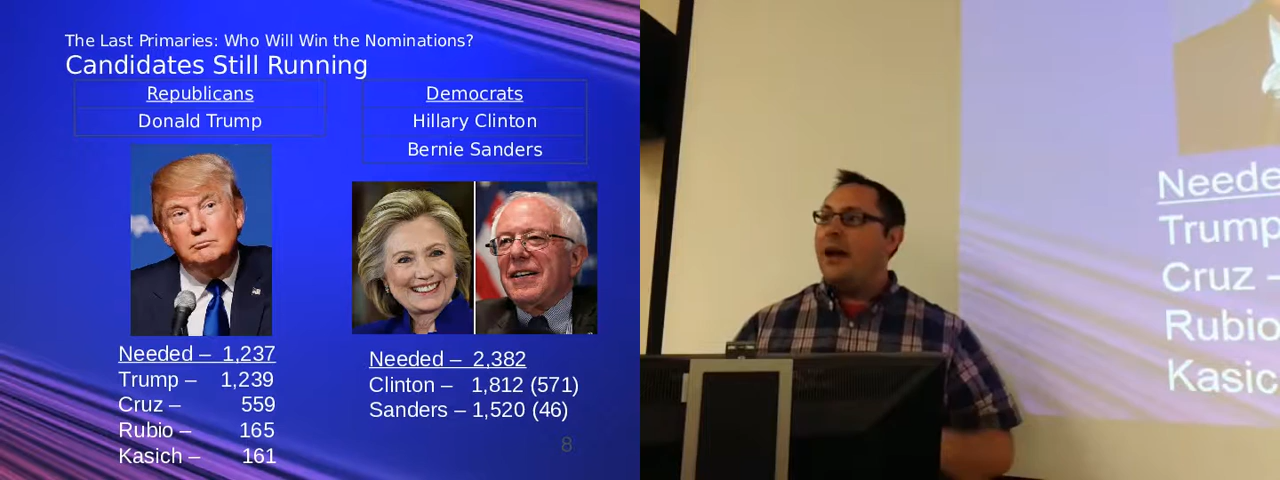 The Last Primaries: Who Will Win the Nominations?
Candidates Still Running
Republicans
Donald Trump
Democrats
Hillary Clinton
Bernie Sanders
Needed – 1,237
Trump – 1,239
Cruz – 559
Rubio – 165
Kasich – 161
Needed – 2,382
Clinton – 1,812 (571)
Sanders – 1,520 (46)
8
Neede
Trump
Cruz –
Rubio
Kasic